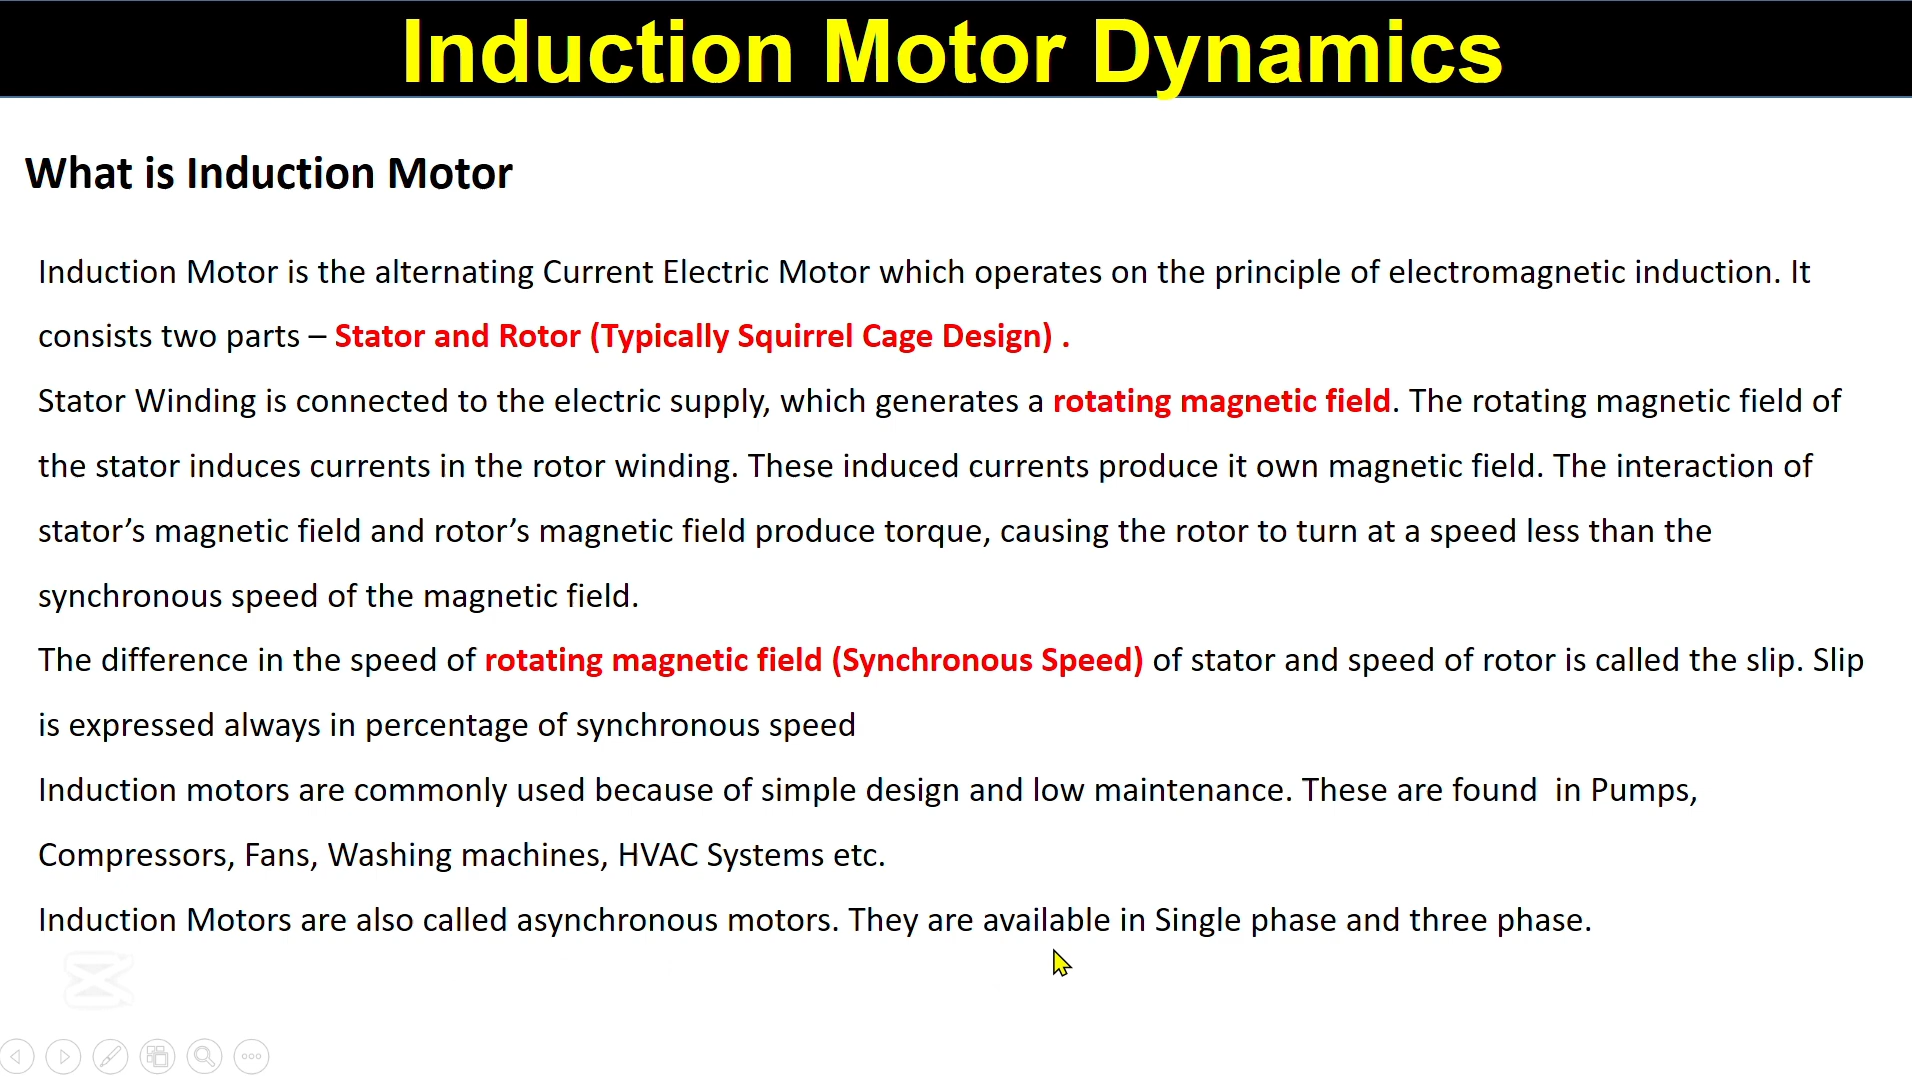 Induction Motor Dynamics
What is Induction Motor
Induction Motor is the alternating Current Electric Motor which operates on the principle of electromagnetic induction. It
consists two parts – Stator and Rotor (Typically Squirrel Cage Design) .
Stator Winding is connected to the electric supply, which generates a rotating magnetic field. The rotating magnetic field of
the stator induces currents in the rotor winding. These induced currents produce it own magnetic field. The interaction of
stator’s magnetic field and rotor’s magnetic field produce torque, causing the rotor to turn at a speed less than the
synchronous speed of the magnetic field.
The difference in the speed of rotating magnetic field (Synchronous Speed) of stator and speed of rotor is called the slip. Slip
is expressed always in percentage of synchronous speed
Induction motors are commonly used because of simple design and low maintenance. These are found  in Pumps,
Compressors, Fans, Washing machines, HVAC Systems etc.
Induction Motors are also called asynchronous motors. They are available in Single phase and three phase.